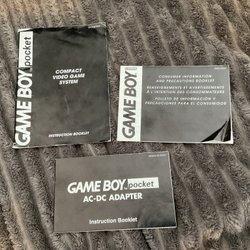 GAME BOY pocket
COMPACT
VIDEO GAME
SYSTEM
INSTRUCTION BOOKLET
GAME BOY
CONSUMER INFORMATION
AND PRECAUTIONS BOOKLET
RENSEIGNEMENTS ET AVERTISSEMENTS
À L'INTENTION DES CONSOMMATEURS
FOLLETO DE INFORMACIÓN Y
PRECAUCIONES PARA EL CONSUMIDOR
GAME BOY pocket
AC-DC ADAPTER
Instruction Booklet